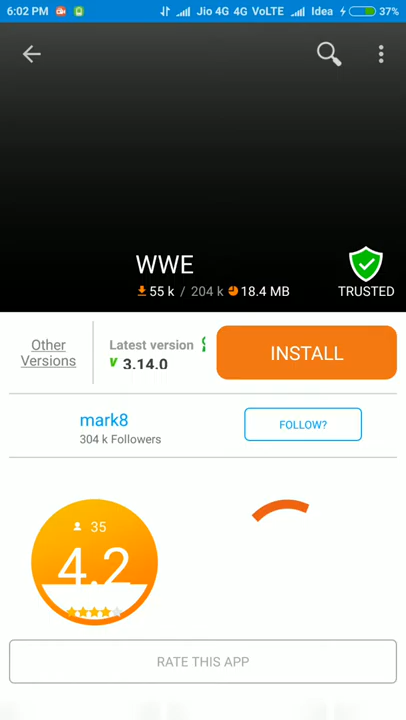 6:02 PM Jio 4G 4G VoLTE Idea 37%
WWE
55 k / 204 k 18.4 MB
TRUSTED
Other
Versions
Latest version
3.14.0
INSTALL
mark8
304 k Followers
FOLLOW?
35
4.2
RATE THIS APP